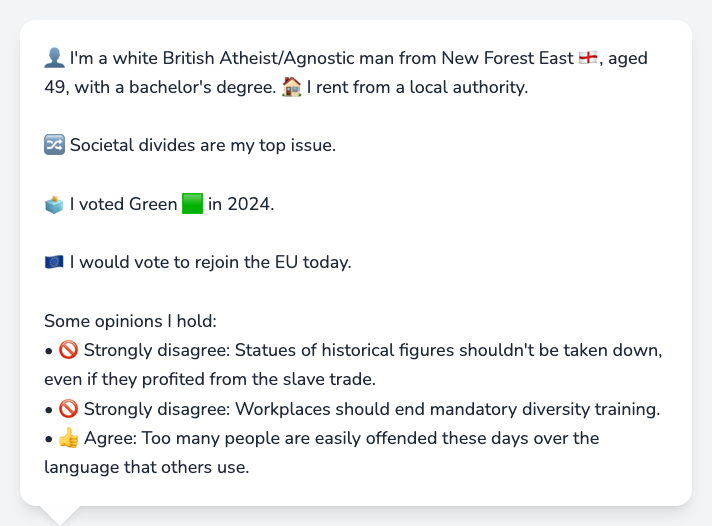 👤 I'm a white British Atheist/Agnostic man from New Forest East 🏴󠁧󠁢󠁥󠁮󠁧󠁿, aged
49, with a bachelor's degree. 🏠 I rent from a local authority.
🔀 Societal divides are my top issue.
🗳️ I voted Green 🟩 in 2024.
🇪🇺 I would vote to rejoin the EU today.
Some opinions I hold:
• 🚫 Strongly disagree: Statues of historical figures shouldn't be taken down,
even if they profited from the slave trade.
• 🚫 Strongly disagree: Workplaces should end mandatory diversity training.
• 👍 Agree: Too many people are easily offended these days over the
language that others use.